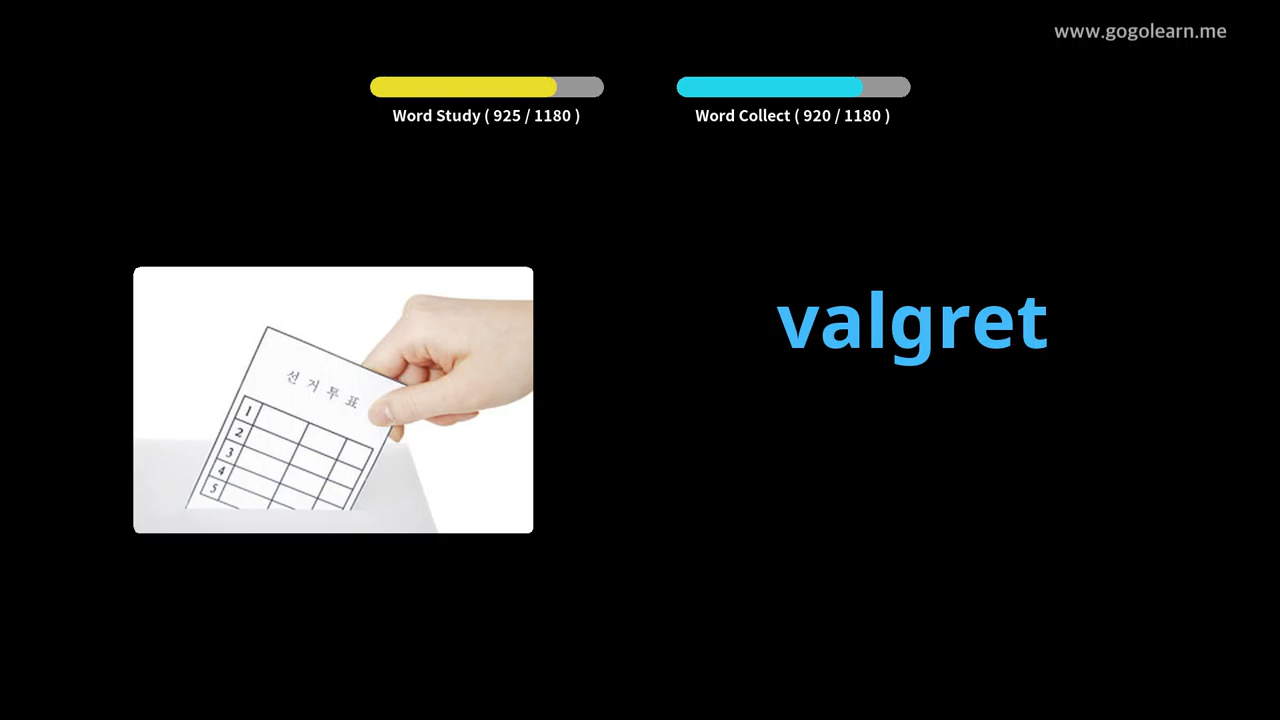 www.gogolearn.me
Word Study ( 925 / 1180 )
Word Collect ( 920 / 1180 )
valgret
선거투표
1
2
3
4
5